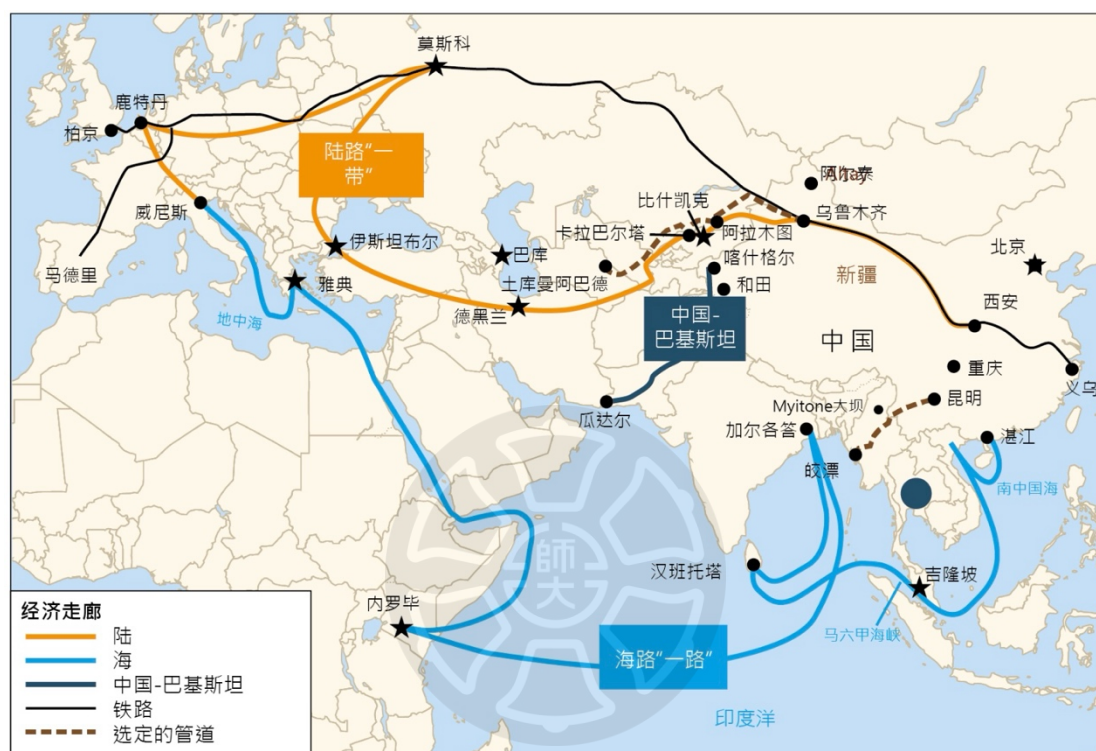 莫斯科
鹿特丹
柏京
陆路“一
带”
威尼斯
马德里
伊斯坦布尔
雅典
地中海
巴库
土库曼阿巴德
德黑兰
卡拉巴尔塔
比什凯克
阿拉木图
喀什格尔
和田
Altay
乌鲁木齐
新疆
北京
西安
中国-
巴基斯坦
中国
重庆
义乌
昆明
Myitone大坝
瓜达尔
加尔各答
皎漂
湛江
南中国海
汉班托塔
吉隆坡
马六甲海峡
内罗毕
海路“一路”
印度洋
師大
经济走廊
陆
海
中国-巴基斯坦
铁路
选定的管道